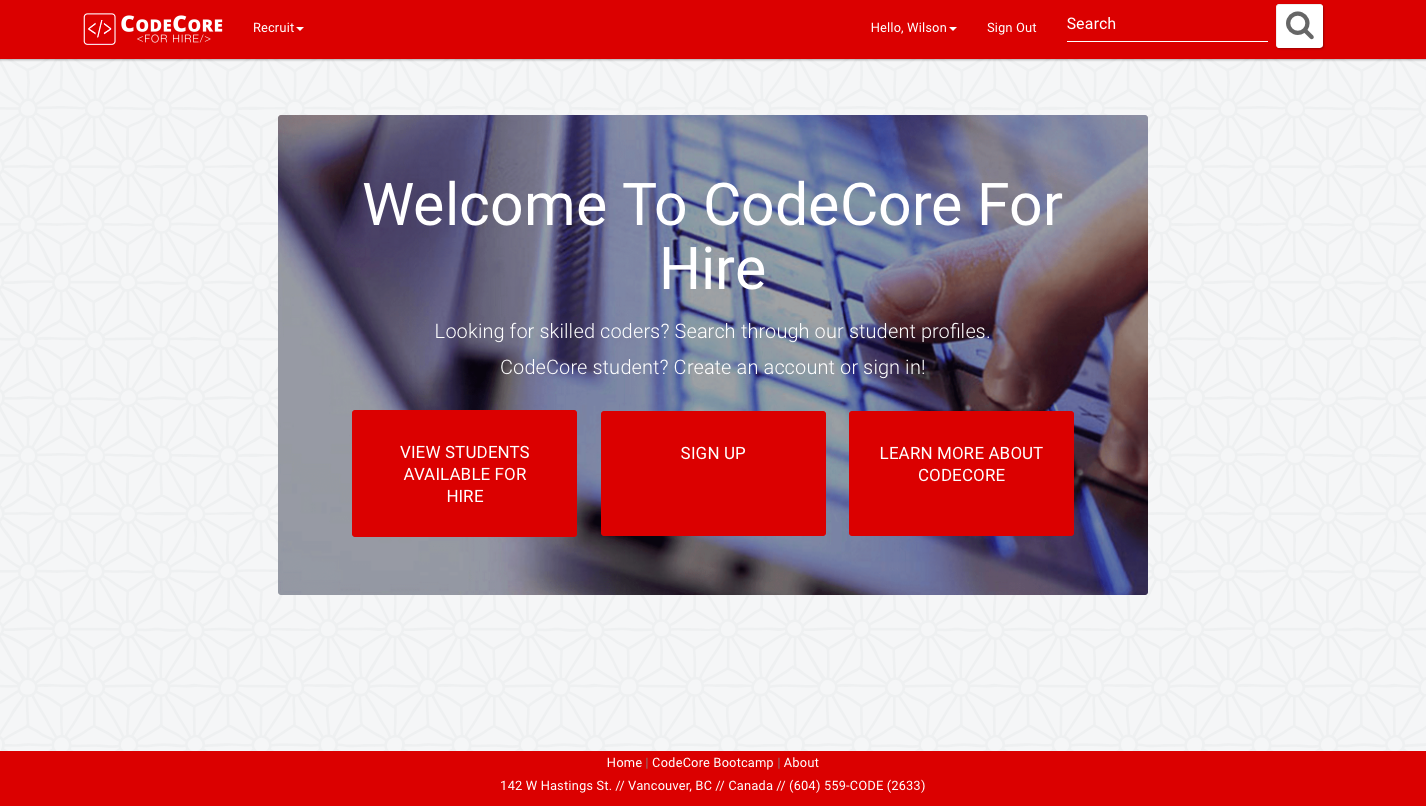 </> CODECORE
<FOR HIRE/>
Recruit
Hello, Wilson
Sign Out
Search
Welcome To CodeCore For
Hire
Looking for skilled coders? Search through our student profiles.
CodeCore student? Create an account or sign in!
VIEW STUDENTS
AVAILABLE FOR
HIRE
SIGN UP
LEARN MORE ABOUT
CODECORE
Home | CodeCore Bootcamp | About
142 W Hastings St. // Vancouver, BC // Canada // (604) 559-CODE (2633)